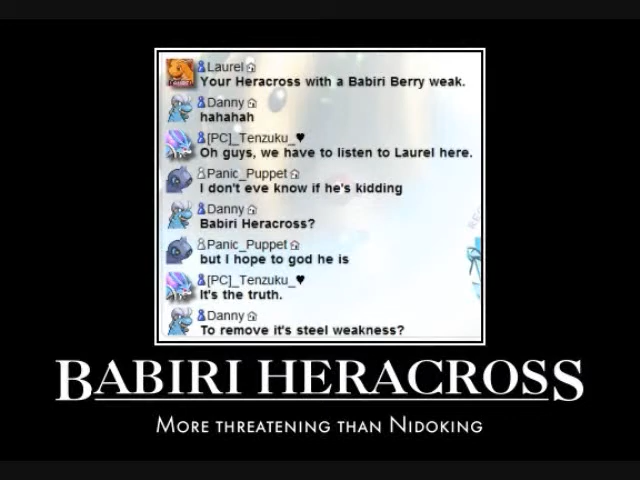 Laurel
Your Heracross with a Babiri Berry weak.
Danny
hahahah
[PC]_Tenzuku_♥
Oh guys, we have to listen to Laurel here.
Panic_Puppet
I don't eve know if he's kidding
Danny
Babiri Heracross?
Panic_Puppet
but I hope to god he is
[PC]_Tenzuku_♥
It's the truth.
Danny
To remove it's steel weakness?
BABIRI HERACROSS
MORE THREATENING THAN NIDOKING